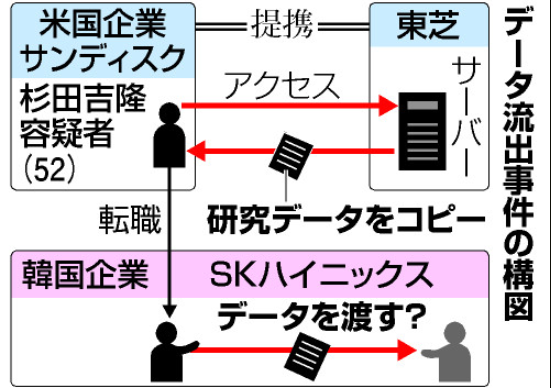 データ流出事件の構図
米国企業
サンディスク
提携
東芝
杉田吉隆
容疑者
(52)
アクセス
サーバー
研究データをコピー
転職
韓国企業 SKハイニックス
データを渡す?